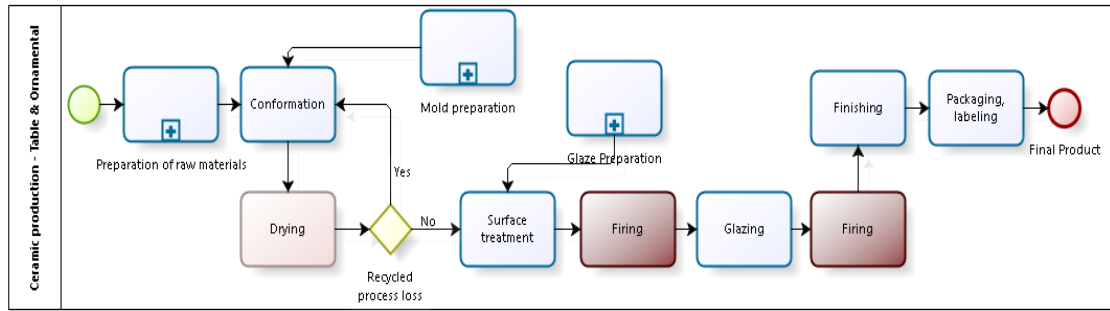 Ceramic production - Table & Ornamental
Preparation of raw materials
Conformation
Mold preparation
Glaze Preparation
Yes
Drying
Recycled
process loss
No
Surface
treatment
Firing
Glazing
Firing
Finishing
Packaging,
labeling
Final Product